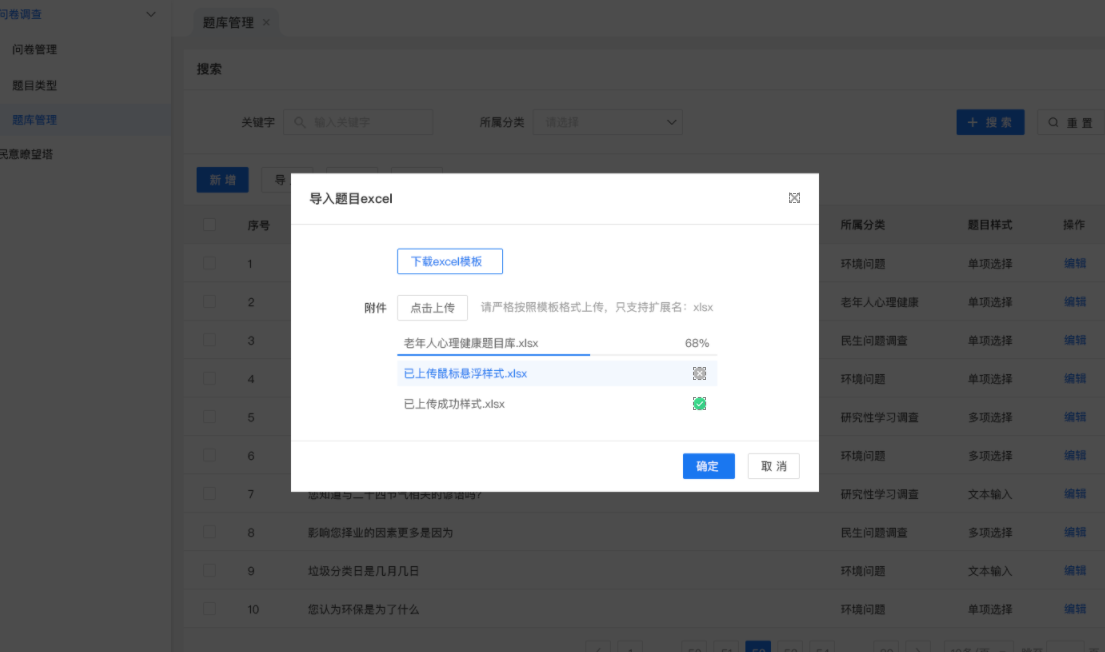 问卷调查
题库管理 ×
问卷管理
题目类型
题库管理
民意瞭望塔
搜索
关键字 输入关键字 所属分类 请选择 + 搜 索 重 置
新 增 导
序号 所属分类 题目样式 操作
1 环境问题 单项选择 编辑
2 老年人心理健康 单项选择 编辑
3 民生问题调查 单项选择 编辑
4 环境问题 单项选择 编辑
5 研究性学习调查 多项选择 编辑
6 环境问题 多项选择 编辑
7 您知道与二十四节气相关的谚语吗? 研究性学习调查 文本输入 编辑
8 影响您择业的因素更多是因为 民生问题调查 多项选择 编辑
9 垃圾分类日是几月几日 环境问题 文本输入 编辑
10 您认为环保是为了什么 环境问题 单项选择 编辑
导入题目excel
下载excel模板
附件 点击上传 请严格按照模板格式上传，只支持扩展名：xlsx
老年人心理健康题目库.xlsx 68%
已上传鼠标悬浮样式.xlsx
已上传成功样式.xlsx
确定 取 消